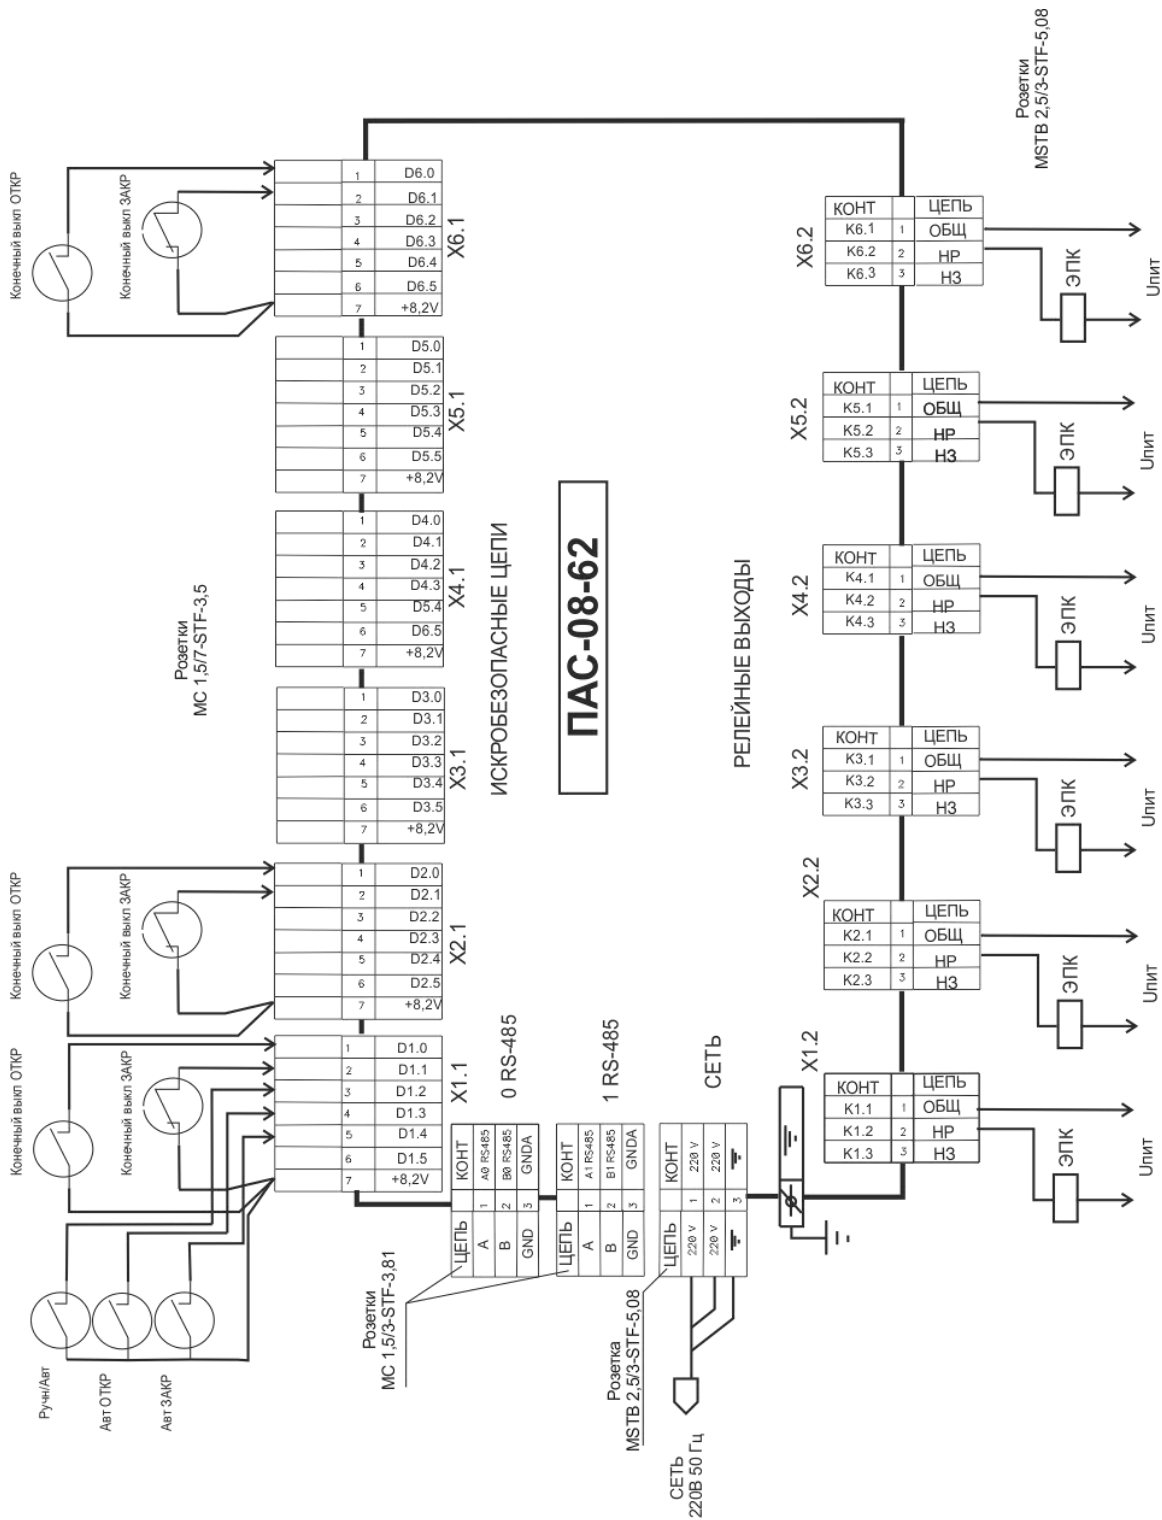 Розетки
MSTB 2,5/3-STF-5,08
Конечный выкл ОТКР
Конечный выкл ЗАКР
1 D6.0
2 D6.1
3 D6.2
4 D6.3
5 D6.4
6 D6.5
7 +8,2V
X6.1
X6.2
КОНТ ЦЕПЬ
K6.1 1 ОБЩ
K6.2 2 НР
K6.3 3 НЗ
ЭПК
Uпит
1 D5.0
2 D5.1
3 D5.2
4 D5.3
5 D5.4
6 D5.5
7 +8,2V
X5.1
X5.2
КОНТ ЦЕПЬ
K5.1 1 ОБЩ
K5.2 2 НР
K5.3 3 НЗ
ЭПК
Uпит
Розетки
МС 1,5/7-STF-3,5
1 D4.0
2 D4.1
3 D4.2
4 D4.3
5 D5.4
6 D6.5
7 +8,2V
X4.1
ИСКРОБЕЗОПАСНЫЕ ЦЕПИ
ПАС-08-62
РЕЛЕЙНЫЕ ВЫХОДЫ
X4.2
КОНТ ЦЕПЬ
K4.1 1 ОБЩ
K4.2 2 НР
K4.3 3 НЗ
ЭПК
Uпит
1 D3.0
2 D3.1
3 D3.2
4 D3.3
5 D3.4
6 D3.5
7 +8,2V
X3.1
X3.2
КОНТ ЦЕПЬ
K3.1 1 ОБЩ
K3.2 2 НР
K3.3 3 НЗ
ЭПК
Uпит
Конечный выкл ОТКР
Конечный выкл ЗАКР
1 D2.0
2 D2.1
3 D2.2
4 D2.3
5 D2.4
6 D2.5
7 +8,2V
X2.1
X2.2
КОНТ ЦЕПЬ
K2.1 1 ОБЩ
K2.2 2 НР
K2.3 3 НЗ
ЭПК
Uпит
Конечный выкл ОТКР
Конечный выкл ЗАКР
1 D1.0
2 D1.1
3 D1.2
4 D1.3
5 D1.4
6 D1.5
7 +8,2V
X1.1
0 RS-485
1 RS-485
СЕТЬ
X1.2
КОНТ ЦЕПЬ
K1.1 1 ОБЩ
K1.2 2 НР
K1.3 3 НЗ
ЭПК
Uпит
ЦЕПЬ КОНТ
A 1 A0 RS485
B 2 B0 RS485
GND 3 GNDA
ЦЕПЬ КОНТ
A 1 A1 RS485
B 2 B1 RS485
GND 3 GNDA
ЦЕПЬ КОНТ
220 V 1 220 V
220 V 2 220 V
3
Ручн/Авт
Авт ОТКР
Авт ЗАКР
Розетки
МС 1,5/3-STF-3,81
Розетка
MSTB 2,5/3-STF-5,08
СЕТЬ
220В 50 Гц